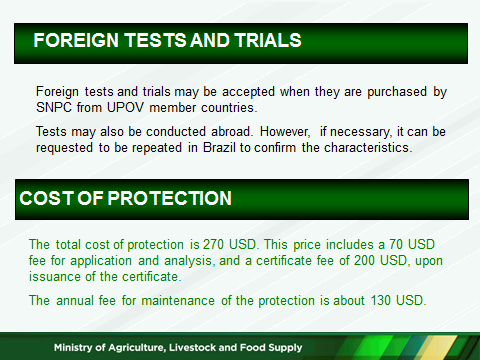 FOREIGN TESTS AND TRIALS
Foreign tests and trials may be accepted when they are purchased by
SNPC from UPOV member countries.
Tests may also be conducted abroad. However, if necessary, it can be
requested to be repeated in Brazil to confirm the characteristics.
COST OF PROTECTION
The total cost of protection is 270 USD. This price includes a 70 USD
fee for application and analysis, and a certificate fee of 200 USD, upon
issuance of the certificate.
The annual fee for maintenance of the protection is about 130 USD.
Ministry of Agriculture, Livestock and Food Supply